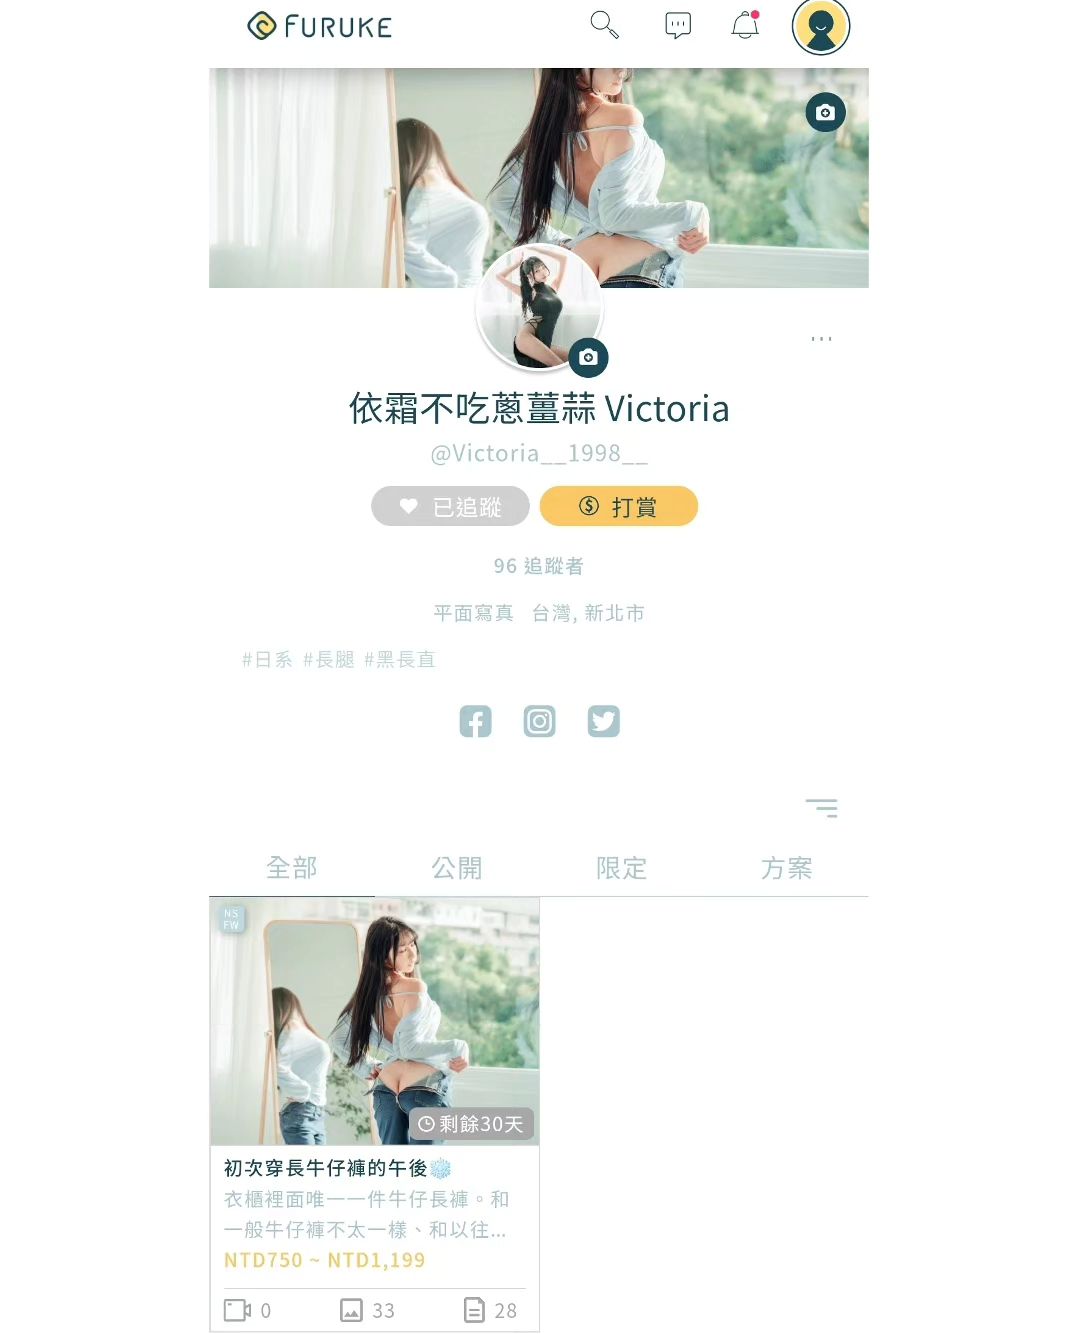 FURUKE
依霜不吃蔥薑蒜 Victoria
@Victoria__1998__
已追蹤
打賞
96 追蹤者
平面寫真 台灣, 新北市
#日系 #長腿 #黑長直
全部 公開 限定 方案
NS
FW
剩餘30天
初次穿長牛仔褲的午後❄️
衣櫃裡面唯一一件牛仔長褲。和
一般牛仔褲不太一樣、和以往...
NTD750 ~ NTD1,199
0 33 28